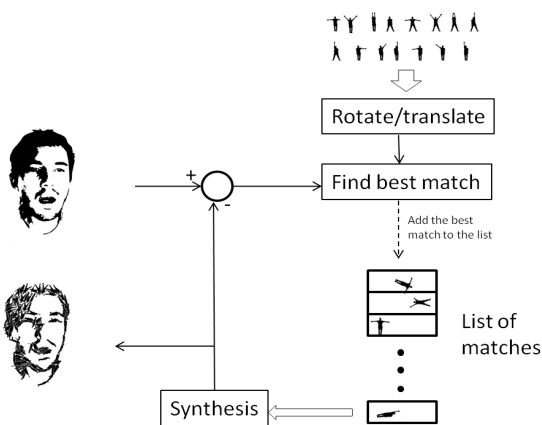 Rotate/translate
+
-
Find best match
Add the best
match to the list
List of
matches
Synthesis